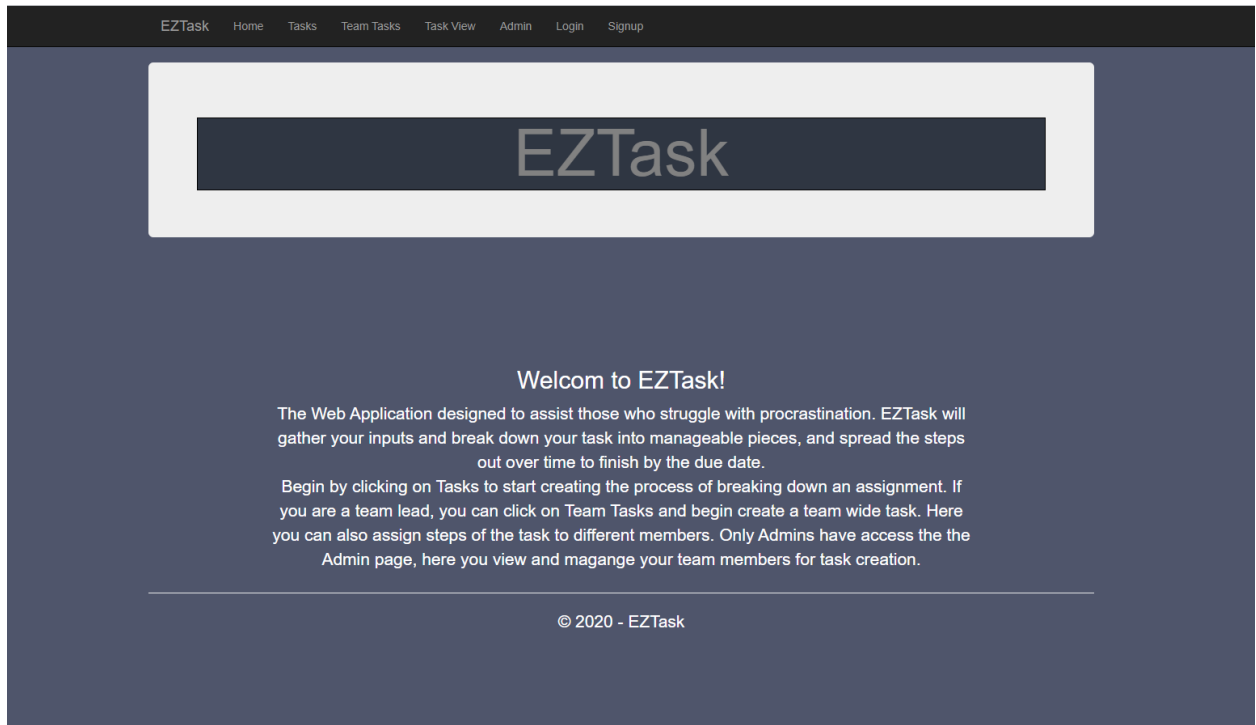 EZTask Home Tasks Team Tasks Task View Admin Login Signup
EZTask
Welcom to EZTask!
The Web Application designed to assist those who struggle with procrastination. EZTask will
gather your inputs and break down your task into manageable pieces, and spread the steps
out over time to finish by the due date.
Begin by clicking on Tasks to start creating the process of breaking down an assignment. If
you are a team lead, you can click on Team Tasks and begin create a team wide task. Here
you can also assign steps of the task to different members. Only Admins have access the the
Admin page, here you view and magange your team members for task creation.
© 2020 - EZTask